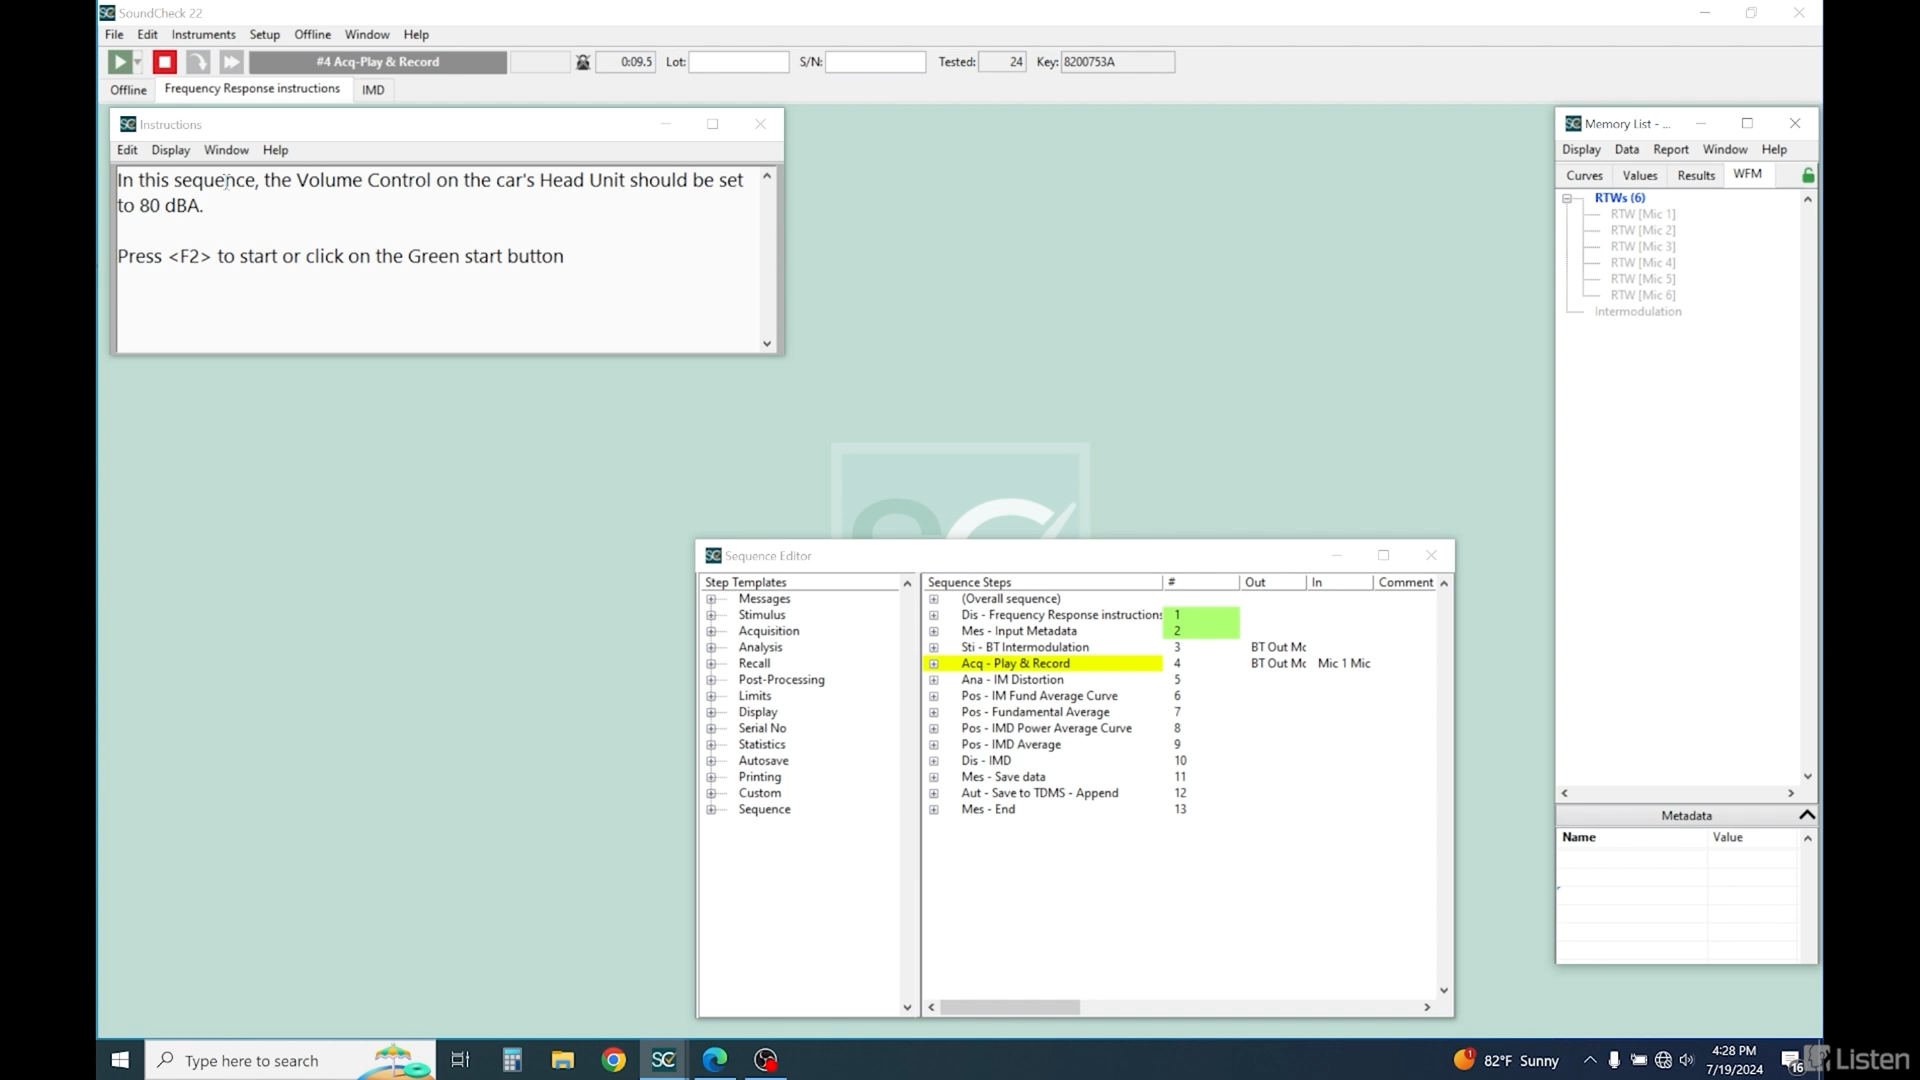 SoundCheck 22
File Edit Instruments Setup Offline Window Help
#4 Acq-Play & Record 0:09.5 Lot: S/N: Tested: 24 Key: 8200753A
Offline Frequency Response instructions IMD
Instructions
Edit Display Window Help
In this sequence, the Volume Control on the car's Head Unit should be set
to 80 dBA.
Press <F2> to start or click on the Green start button
Memory List - ...
Display Data Report Window Help
Curves Values Results WFM
RTWs (6)
RTW [Mic 1]
RTW [Mic 2]
RTW [Mic 3]
RTW [Mic 4]
RTW [Mic 5]
RTW [Mic 6]
Intermodulation
Metadata
Name Value
Sequence Editor
Step Templates
Messages
Stimulus
Acquisition
Analysis
Recall
Post-Processing
Limits
Display
Serial No
Statistics
Autosave
Printing
Custom
Sequence
Sequence Steps # Out In Comment
(Overall sequence)
Dis - Frequency Response instructions 1
Mes - Input Metadata 2
Sti - BT Intermodulation 3 BT Out Mc
Acq - Play & Record 4 BT Out Mc Mic 1 Mic
Ana - IM Distortion 5
Pos - IM Fund Average Curve 6
Pos - Fundamental Average 7
Pos - IMD Power Average Curve 8
Pos - IMD Average 9
Dis - IMD 10
Mes - Save data 11
Aut - Save to TDMS - Append 12
Mes - End 13
Type here to search
82°F Sunny
4:28 PM
7/19/2024
16
Listen